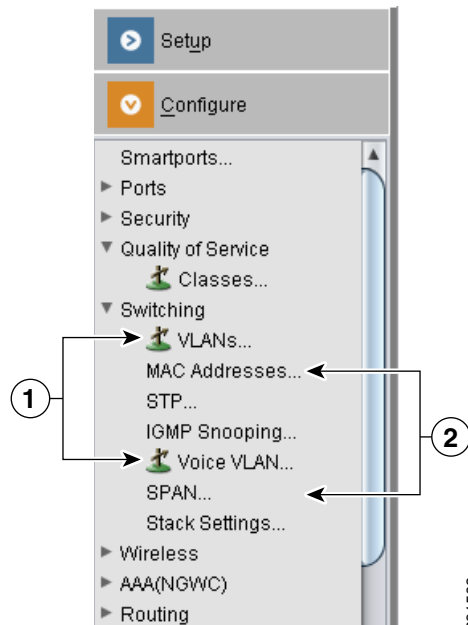 Setup
Configure
Smartports...
Ports
Security
Quality of Service
Classes...
Switching
VLANs...
MAC Addresses...
STP...
IGMP Snooping...
Voice VLAN...
SPAN...
Stack Settings...
Wireless
AAA(NGWC)
Routing
1
2